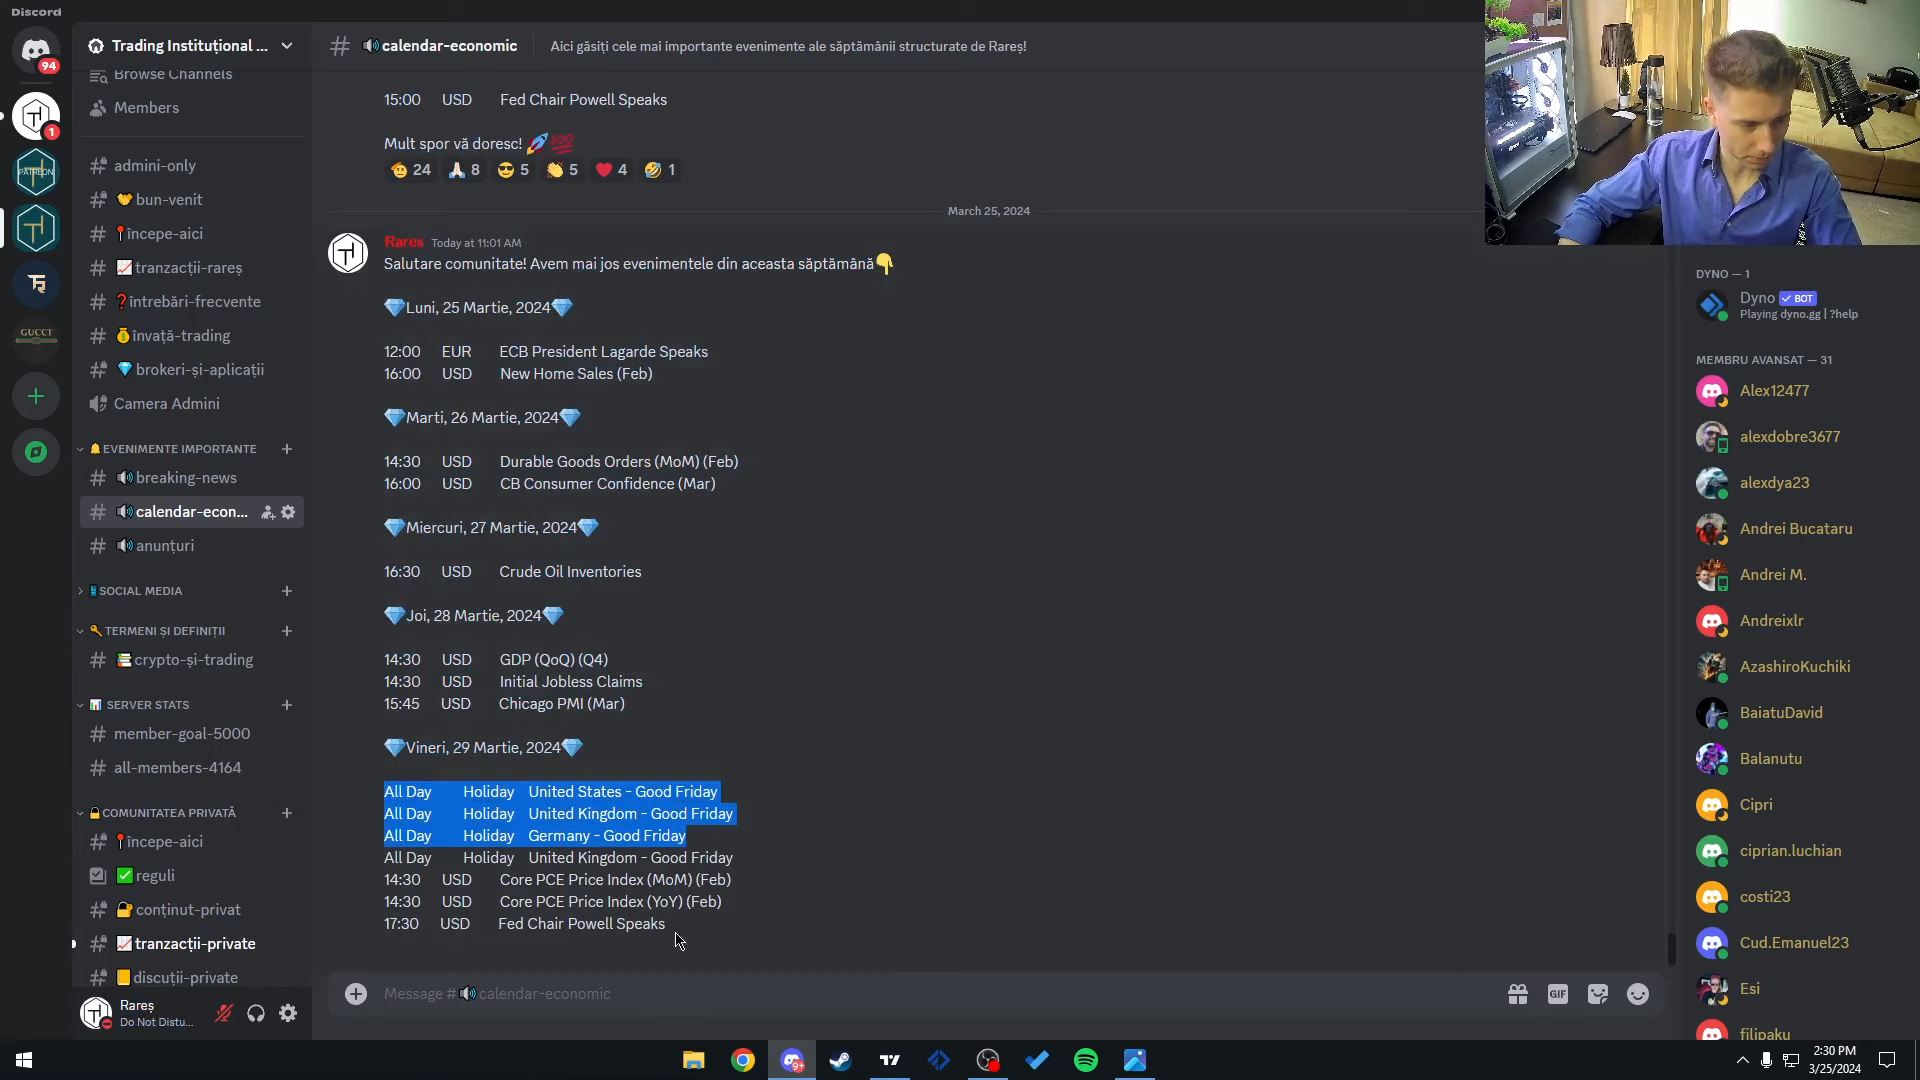 Discord
94
1
PATREON
GUCCI
Trading Instituțional ...
Browse Channels
Members
admini-only
bun-venit
începe-aici
tranzacții-rareș
întrebări-frecvente
învață-trading
brokeri-și-aplicații
Camera Admini
EVENIMENTE IMPORTANTE
breaking-news
calendar-econ...
anunțuri
SOCIAL MEDIA
TERMENI ȘI DEFINIȚII
crypto-și-trading
SERVER STATS
member-goal-5000
all-members-4164
COMUNITATEA PRIVATĂ
începe-aici
reguli
conținut-privat
tranzacții-private
discuții-private
Rareș
Do Not Distu...
calendar-economic
Aici găsiți cele mai importante evenimente ale săptămânii structurate de Rareș!
15:00 USD Fed Chair Powell Speaks
Mult spor vă doresc!
24 8 5 5 4 1
March 25, 2024
Rareș Today at 11:01 AM
Salutare comunitate! Avem mai jos evenimentele din aceasta săptămână
Luni, 25 Martie, 2024
12:00 EUR ECB President Lagarde Speaks
16:00 USD New Home Sales (Feb)
Marti, 26 Martie, 2024
14:30 USD Durable Goods Orders (MoM) (Feb)
16:00 USD CB Consumer Confidence (Mar)
Miercuri, 27 Martie, 2024
16:30 USD Crude Oil Inventories
Joi, 28 Martie, 2024
14:30 USD GDP (QoQ) (Q4)
14:30 USD Initial Jobless Claims
15:45 USD Chicago PMI (Mar)
Vineri, 29 Martie, 2024
All Day Holiday United States - Good Friday
All Day Holiday United Kingdom - Good Friday
All Day Holiday Germany - Good Friday
All Day Holiday United Kingdom - Good Friday
14:30 USD Core PCE Price Index (MoM) (Feb)
14:30 USD Core PCE Price Index (YoY) (Feb)
17:30 USD Fed Chair Powell Speaks
Message #calendar-economic
GIF
DYNO — 1
Dyno BOT
Playing dyno.gg | ?help
MEMBRU AVANSAT — 31
Alex12477
alexdobre3677
alexdya23
Andrei Bucataru
Andrei M.
Andreixlr
AzashiroKuchiki
BaiatuDavid
Balanutu
Cipri
ciprian.luchian
costi23
Cud.Emanuel23
Esi
filipaku
9+
2:30 PM
3/25/2024